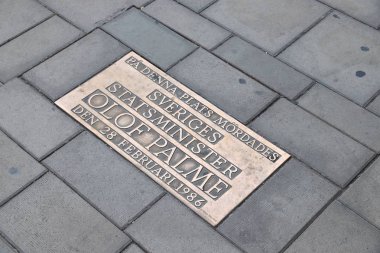 PÅ DENNA PLATS MÖRDADES
SVERIGES
STATSMINISTER
OLOF PALME
DEN 28 FEBRUARI 1986